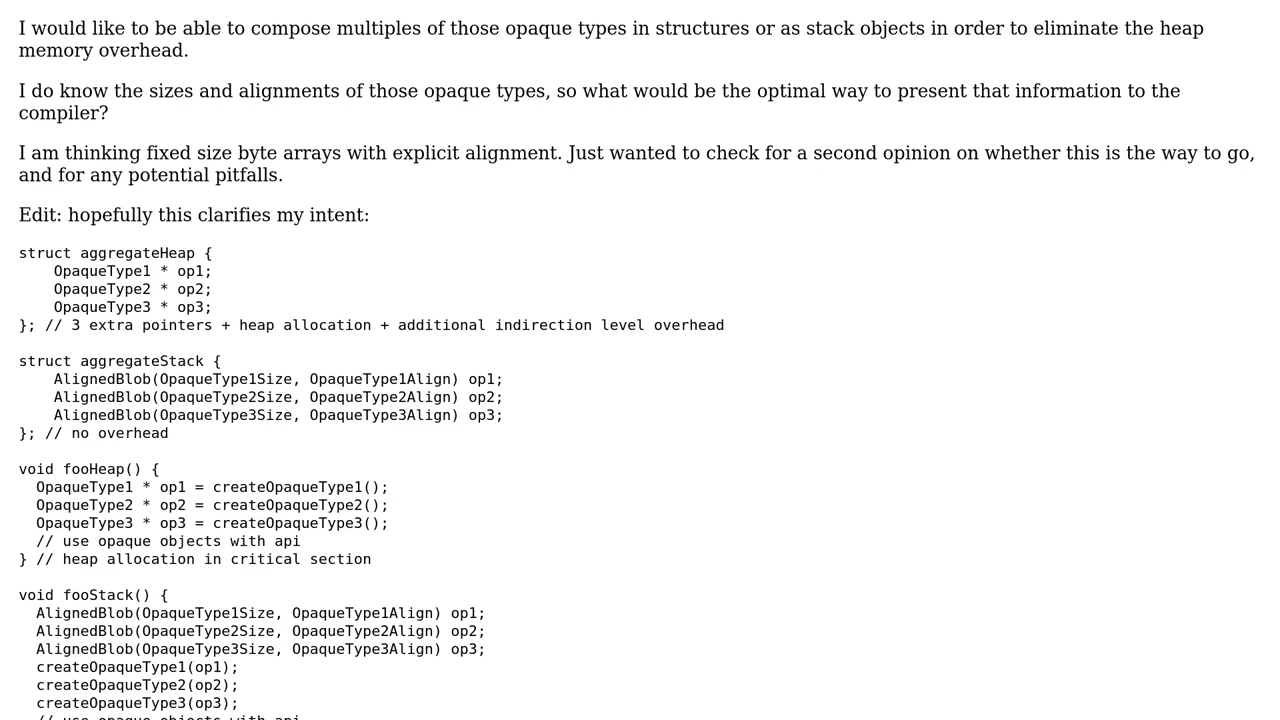 I would like to be able to compose multiples of those opaque types in structures or as stack objects in order to eliminate the heap
memory overhead.
I do know the sizes and alignments of those opaque types, so what would be the optimal way to present that information to the
compiler?
I am thinking fixed size byte arrays with explicit alignment. Just wanted to check for a second opinion on whether this is the way to go,
and for any potential pitfalls.
Edit: hopefully this clarifies my intent:
struct aggregateHeap {
    OpaqueType1 * op1;
    OpaqueType2 * op2;
    OpaqueType3 * op3;
}; // 3 extra pointers + heap allocation + additional indirection level overhead
struct aggregateStack {
    AlignedBlob(OpaqueType1Size, OpaqueType1Align) op1;
    AlignedBlob(OpaqueType2Size, OpaqueType2Align) op2;
    AlignedBlob(OpaqueType3Size, OpaqueType3Align) op3;
}; // no overhead
void fooHeap() {
  OpaqueType1 * op1 = createOpaqueType1();
  OpaqueType2 * op2 = createOpaqueType2();
  OpaqueType3 * op3 = createOpaqueType3();
  // use opaque objects with api
} // heap allocation in critical section
void fooStack() {
  AlignedBlob(OpaqueType1Size, OpaqueType1Align) op1;
  AlignedBlob(OpaqueType2Size, OpaqueType2Align) op2;
  AlignedBlob(OpaqueType3Size, OpaqueType3Align) op3;
  createOpaqueType1(op1);
  createOpaqueType2(op2);
  createOpaqueType3(op3);
  // use opaque objects with api